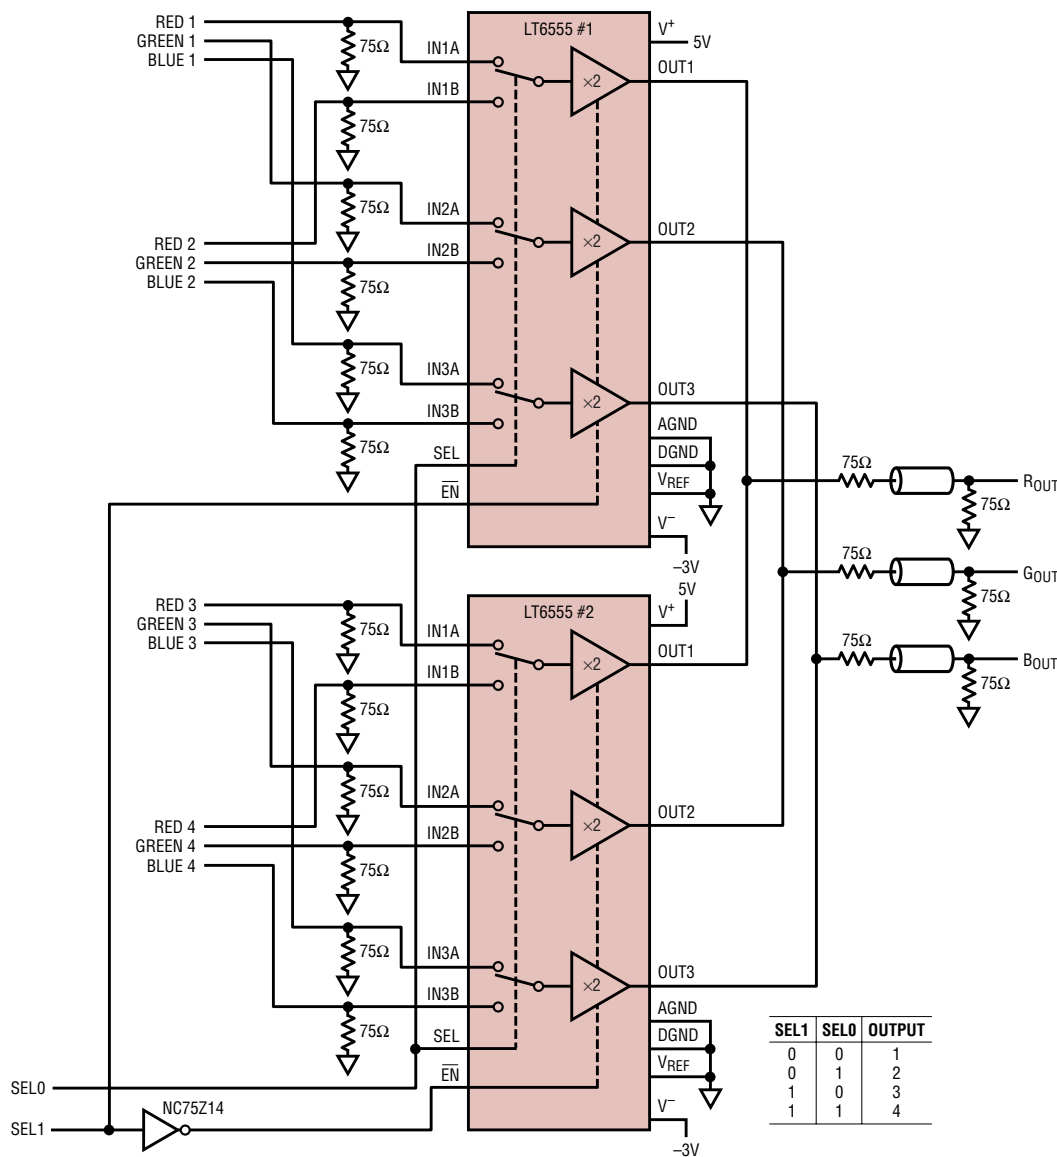 RED 1
GREEN 1
BLUE 1
75Ω
IN1A
IN1B
75Ω
75Ω
IN2A
RED 2
GREEN 2
BLUE 2
IN2B
75Ω
75Ω
IN3A
IN3B
75Ω
SEL
EN
LT6555 #1
×2
×2
×2
V+
5V
OUT1
OUT2
OUT3
AGND
DGND
VREF
V–
–3V
75Ω
ROUT
75Ω
75Ω
GOUT
75Ω
75Ω
BOUT
75Ω
RED 3
GREEN 3
BLUE 3
75Ω
IN1A
IN1B
75Ω
75Ω
IN2A
RED 4
GREEN 4
BLUE 4
IN2B
75Ω
75Ω
IN3A
IN3B
75Ω
SEL
EN
LT6555 #2
×2
×2
×2
5V
V+
OUT1
OUT2
OUT3
AGND
DGND
VREF
V–
–3V
SEL0
SEL1
NC75Z14
SEL1 SEL0 OUTPUT
0 0 1
0 1 2
1 0 3
1 1 4